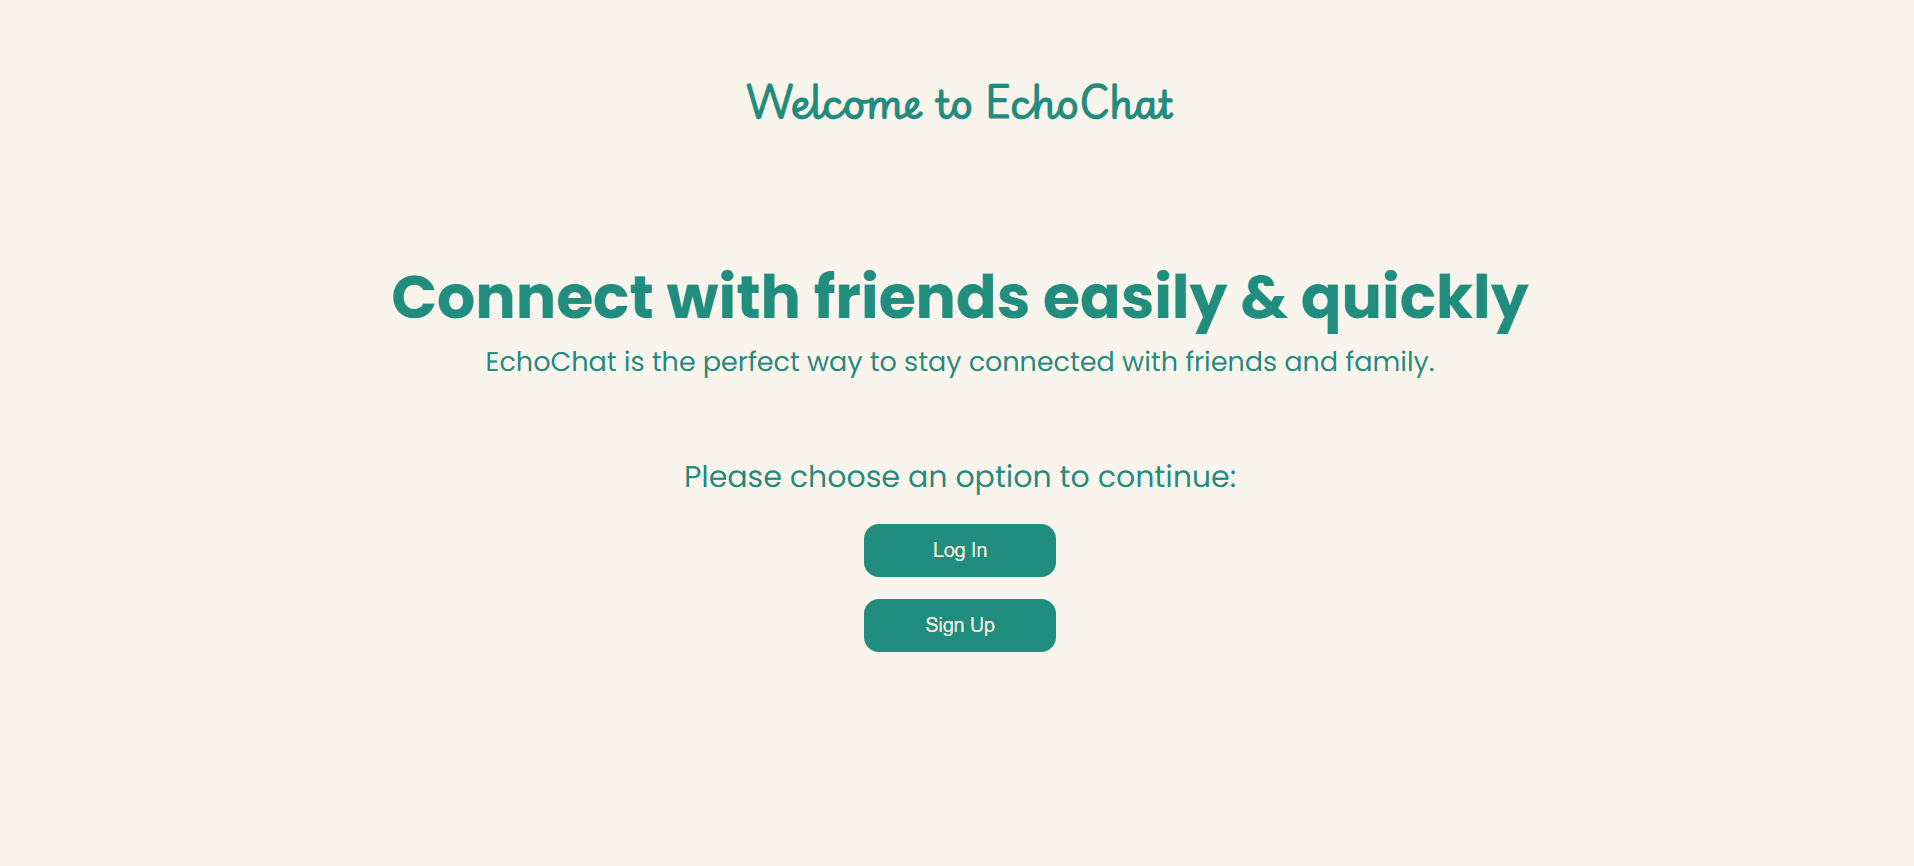 Welcome to EchoChat
Connect with friends easily & quickly
EchoChat is the perfect way to stay connected with friends and family.
Please choose an option to continue:
Log In
Sign Up